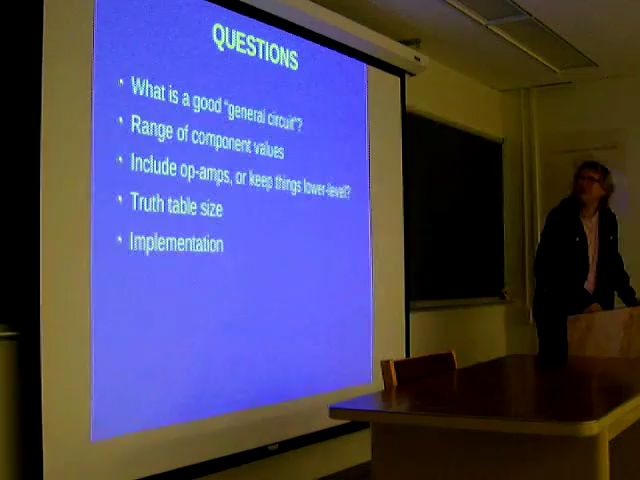 QUESTIONS
• What is a good "general circuit"?
• Range of component values
• Include op-amps, or keep things lower-level?
• Truth table size
• Implementation